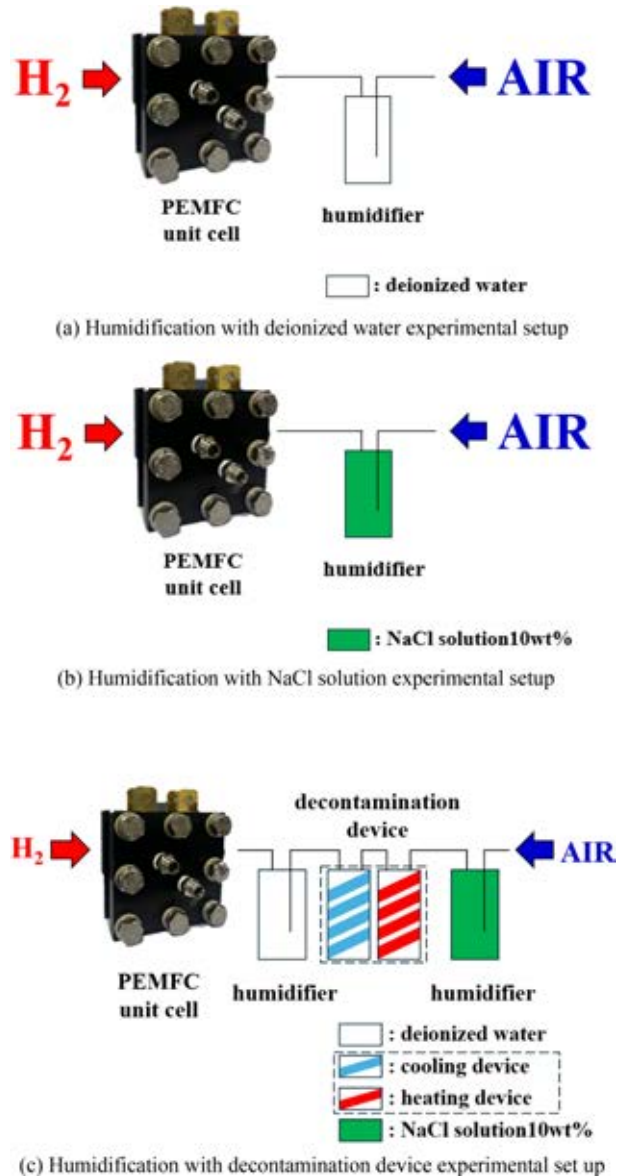 H₂
AIR
PEMFC
unit cell
humidifier
: deionized water
(a) Humidification with deionized water experimental setup
H₂
AIR
PEMFC
unit cell
humidifier
: NaCl solution10wt%
(b) Humidification with NaCl solution experimental setup
decontamination
device
H₂
AIR
PEMFC
unit cell
humidifier
humidifier
: deionized water
: cooling device
: heating device
: NaCl solution10wt%
(c) Humidification with decontamination device experimental set up